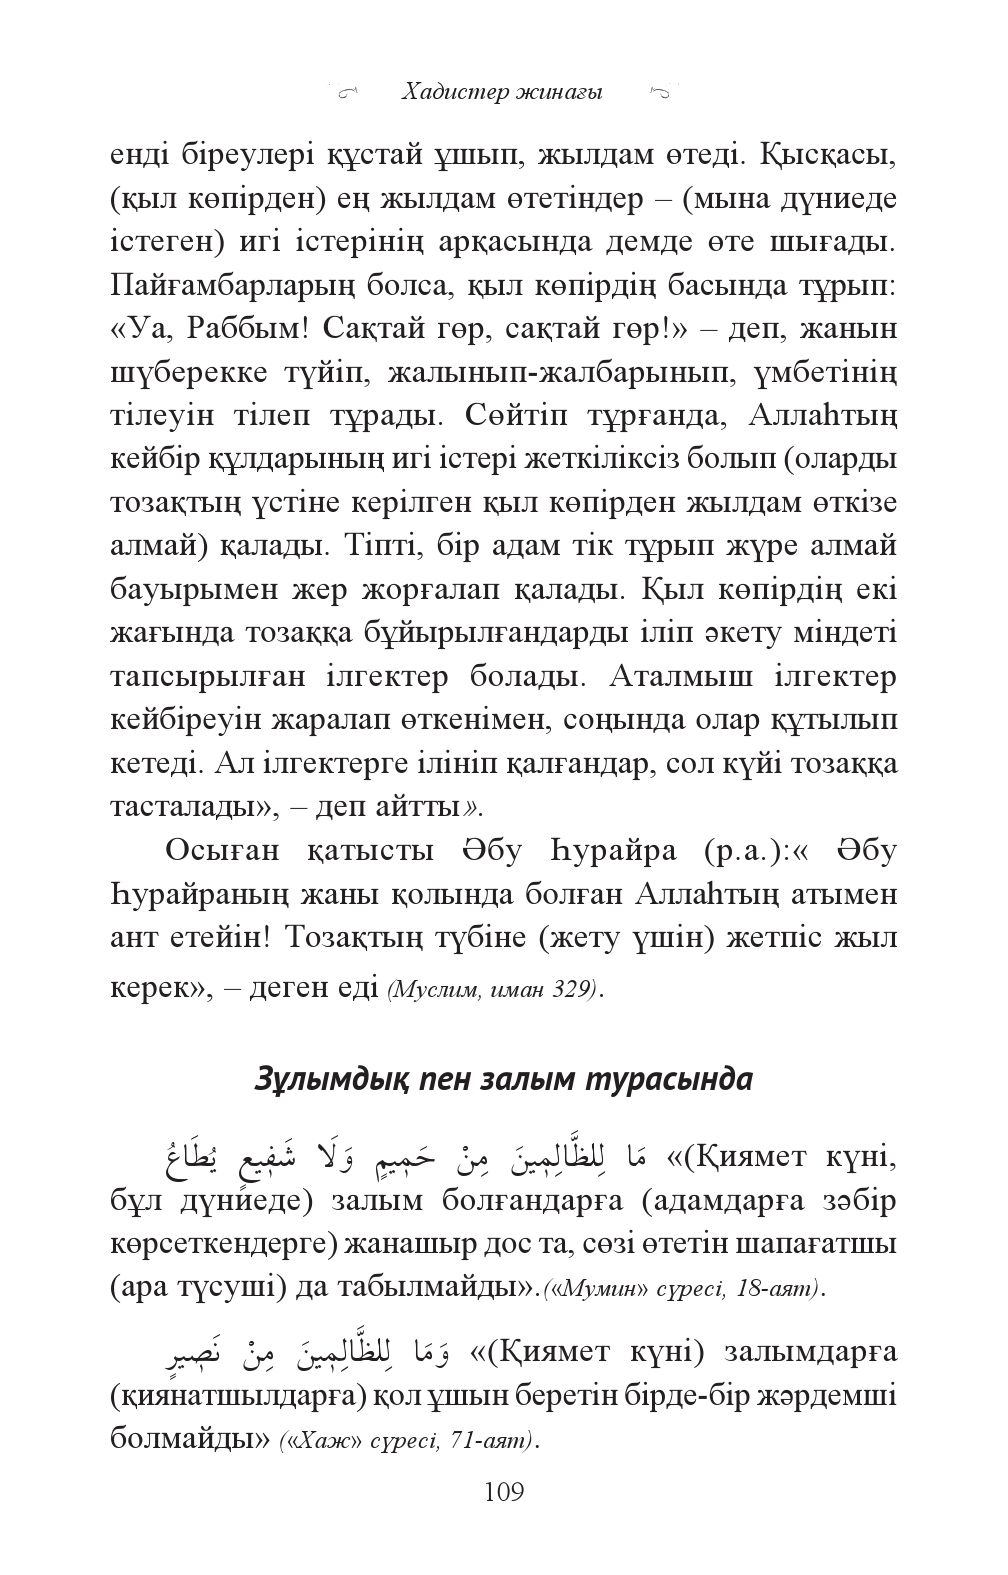 Хадистер жинағы
енді біреулері құстай ұшып, жылдам өтеді. Қысқасы,
(қыл көпірден) ең жылдам өтетіндер – (мына дүниеде
істеген) игі істерінің арқасында демде өте шығады.
Пайғамбарларың болса, қыл көпірдің басында тұрып:
«Уа, Раббым! Сақтай гөр, сақтай гөр!» – деп, жанын
шүберекке түйіп, жалынып-жалбарынып, үмбетінің
тілеуін тілеп тұрады. Сөйтіп тұрғанда, Аллаһтың
кейбір құлдарының игі істері жеткіліксіз болып (оларды
тозақтың үстіне керілген қыл көпірден жылдам өткізе
алмай) қалады. Тіпті, бір адам тік тұрып жүре алмай
бауырымен жер жорғалап қалады. Қыл көпірдің екі
жағында тозаққа бұйырылғандарды іліп әкету міндеті
тапсырылған ілгектер болады. Аталмыш ілгектер
кейбіреуін жаралап өткенімен, соңында олар құтылып
кетеді. Ал ілгектерге ілініп қалғандар, сол күйі тозаққа
тасталады», – деп айтты».
Осыған қатысты Әбу Һурайра (р.а.):« Әбу
Һурайраның жаны қолында болған Аллаһтың атымен
ант етейін! Тозақтың түбіне (жету үшін) жетпіс жыл
керек», – деген еді (Муслим, иман 329).
Зұлымдық пен залым турасында
مَا لِلظَّالِمِينَ مِنْ حَمِيمٍ وَلَا شَفِيعٍ يُطَاعُ «(Қиямет күні,
бұл дүниеде) залым болғандарға (адамдарға зәбір
көрсеткендерге) жанашыр дос та, сөзі өтетін шапағатшы
(ара түсуші) да табылмайды».(«Мумин» сүресі, 18-аят).
وَمَا لِلظَّالِمِينَ مِنْ نَصِيرٍ «(Қиямет күні) залымдарға
(қиянатшылдарға) қол ұшын беретін бірде-бір жәрдемші
болмайды» («Хаж» сүресі, 71-аят).
109